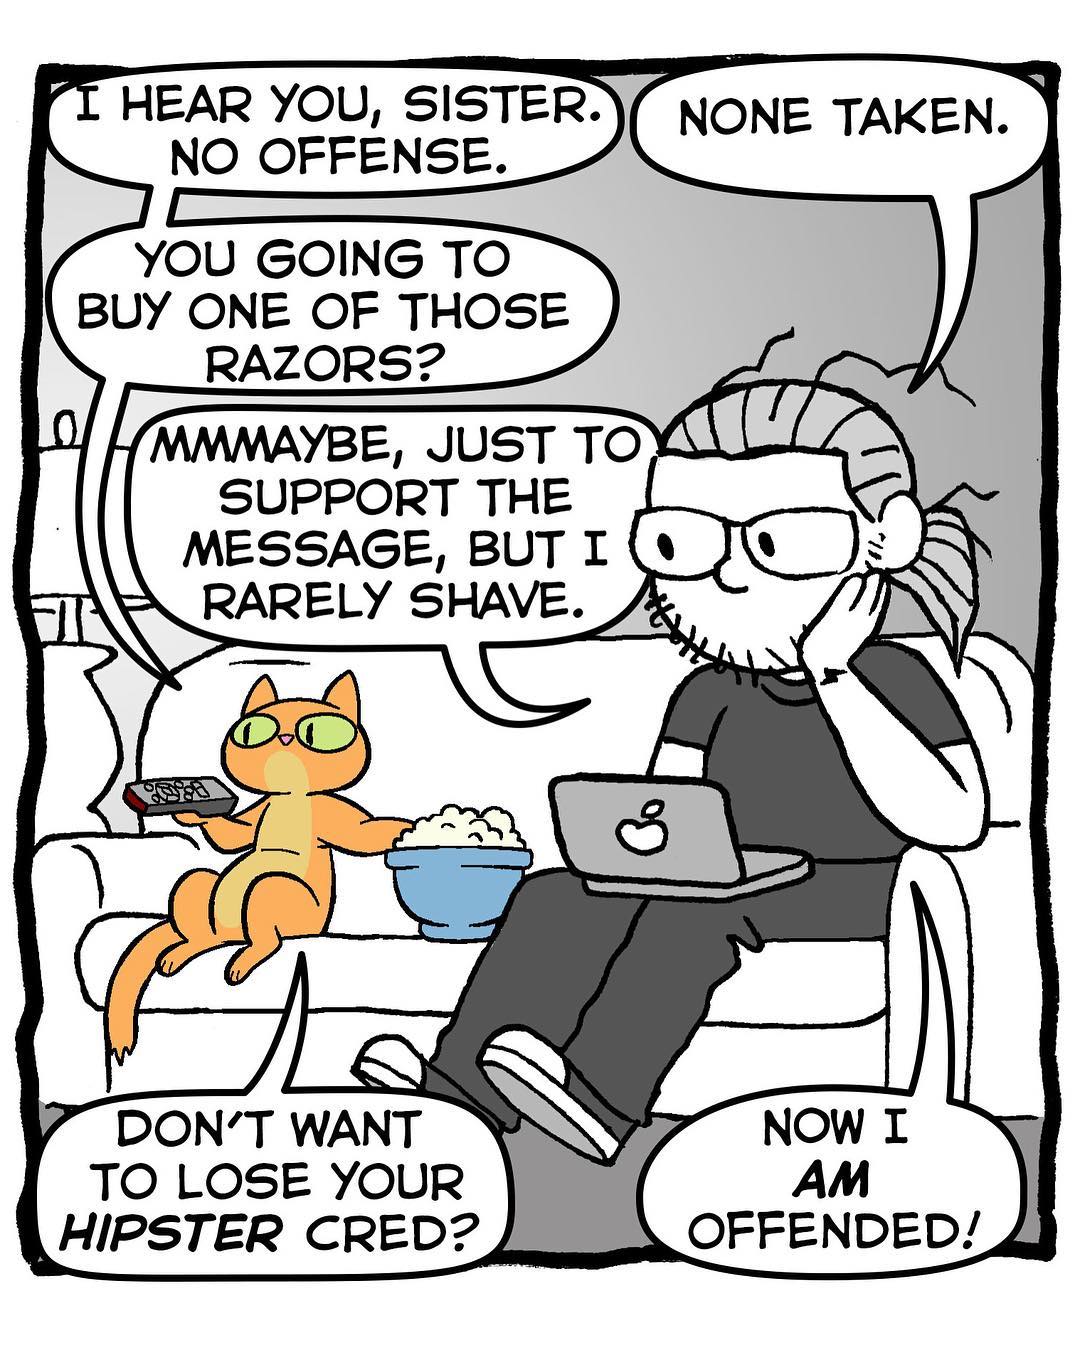 I HEAR YOU, SISTER.
NO OFFENSE.
NONE TAKEN.
YOU GOING TO
BUY ONE OF THOSE
RAZORS?
MMMAYBE, JUST TO
SUPPORT THE
MESSAGE, BUT I
RARELY SHAVE.
DON'T WANT
TO LOSE YOUR
HIPSTER CRED?
NOW I
AM
OFFENDED!